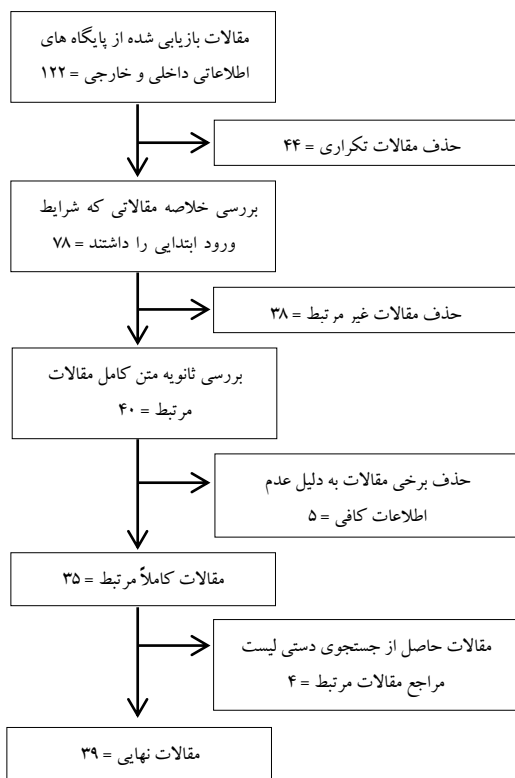 مقالات بازیابی شده از پایگاه های
اطلاعاتی داخلی و خارجی = ۱۲۲
حذف مقالات تکراری = ۴۴
بررسی خلاصه مقالاتی که شرایط
ورود ابتدایی را داشتند = ۷۸
حذف مقالات غیر مرتبط = ۳۸
بررسی ثانویه متن کامل مقالات
مرتبط = ۴۰
حذف برخی مقالات به دلیل عدم
اطلاعات کافی = ۵
مقالات کاملاً مرتبط = ۳۵
مقالات حاصل از جستجوی دستی لیست
مراجع مقالات مرتبط = ۴
مقالات نهایی = ۳۹